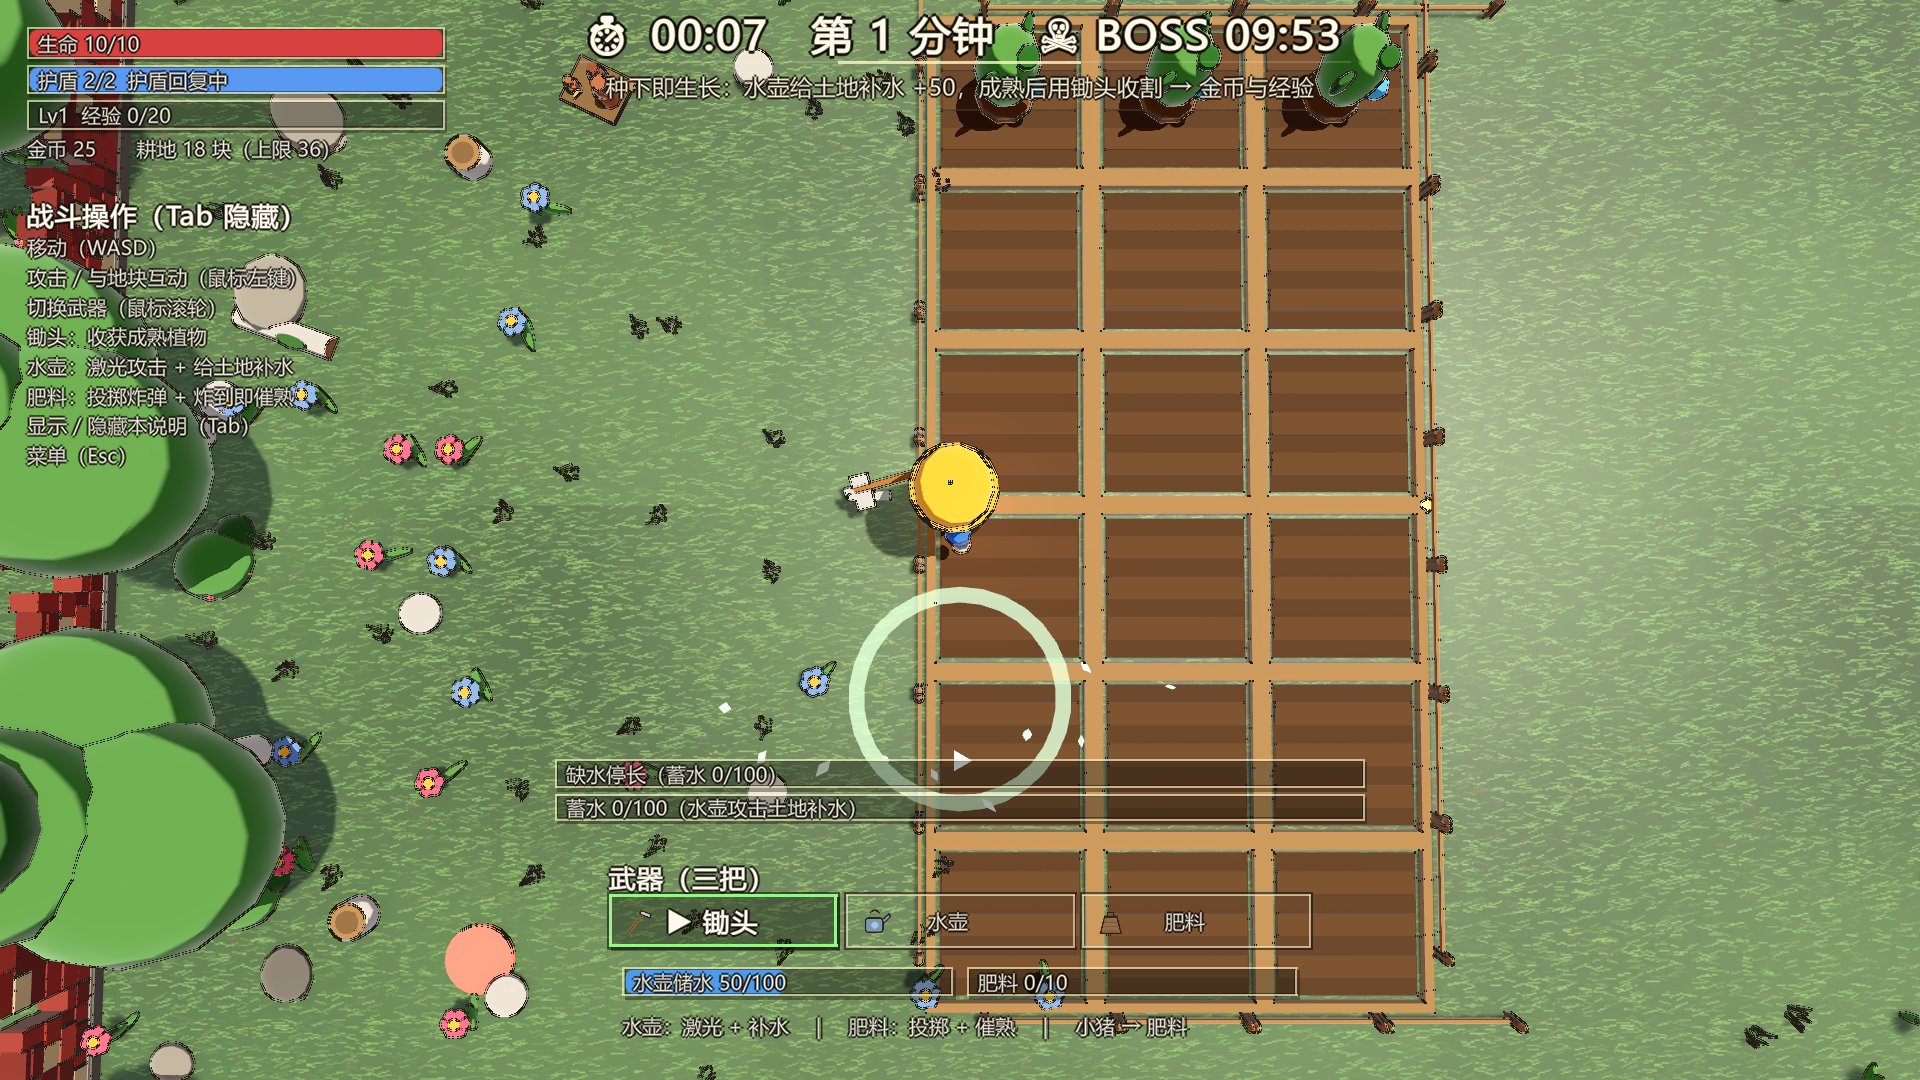 生命 10/10
护盾 2/2 护盾回复中
Lv1 经验 0/20
金币 25 耕地 18 块（上限 36）
00:07 第 1 分钟 BOSS 09:53
种下即生长：水壶给土地补水 +50，成熟后用锄头收割 → 金币与经验
战斗操作（Tab 隐藏）
移动（WASD）
攻击 / 与地块互动（鼠标左键）
切换武器（鼠标滚轮）
锄头：收获成熟植物
水壶：激光攻击 + 给土地补水
肥料：投掷炸弹 + 炸到即催熟
显示 / 隐藏本说明（Tab）
菜单（Esc）
缺水停长（蓄水 0/100）
蓄水 0/100（水壶攻击土地补水）
武器（三把）
▶ 锄头 水壶 肥料
水壶储水 50/100 肥料 0/10
水壶：激光 + 补水 | 肥料：投掷 + 催熟 | 小猪 → 肥料